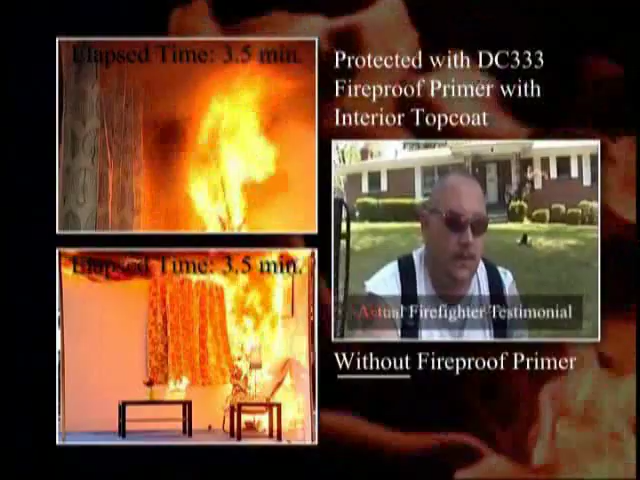 Elapsed Time: 3.5 min.
Protected with DC333
Fireproof Primer with
Interior Topcoat
Elapsed Time: 3.5 min.
Actual Firefighter Testimonial
Without Fireproof Primer